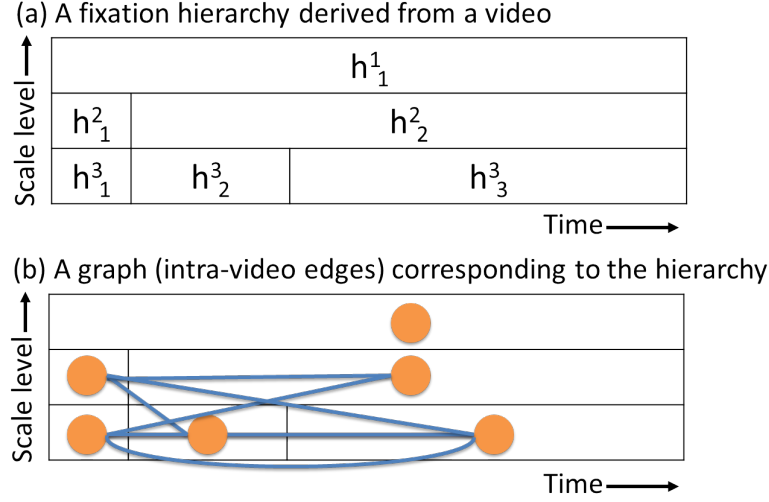 (a) A fixation hierarchy derived from a video
Scale level
h¹₁
h²₁ h²₂
h³₁ h³₂ h³₃
Time
(b) A graph (intra-video edges) corresponding to the hierarchy
Scale level
Time